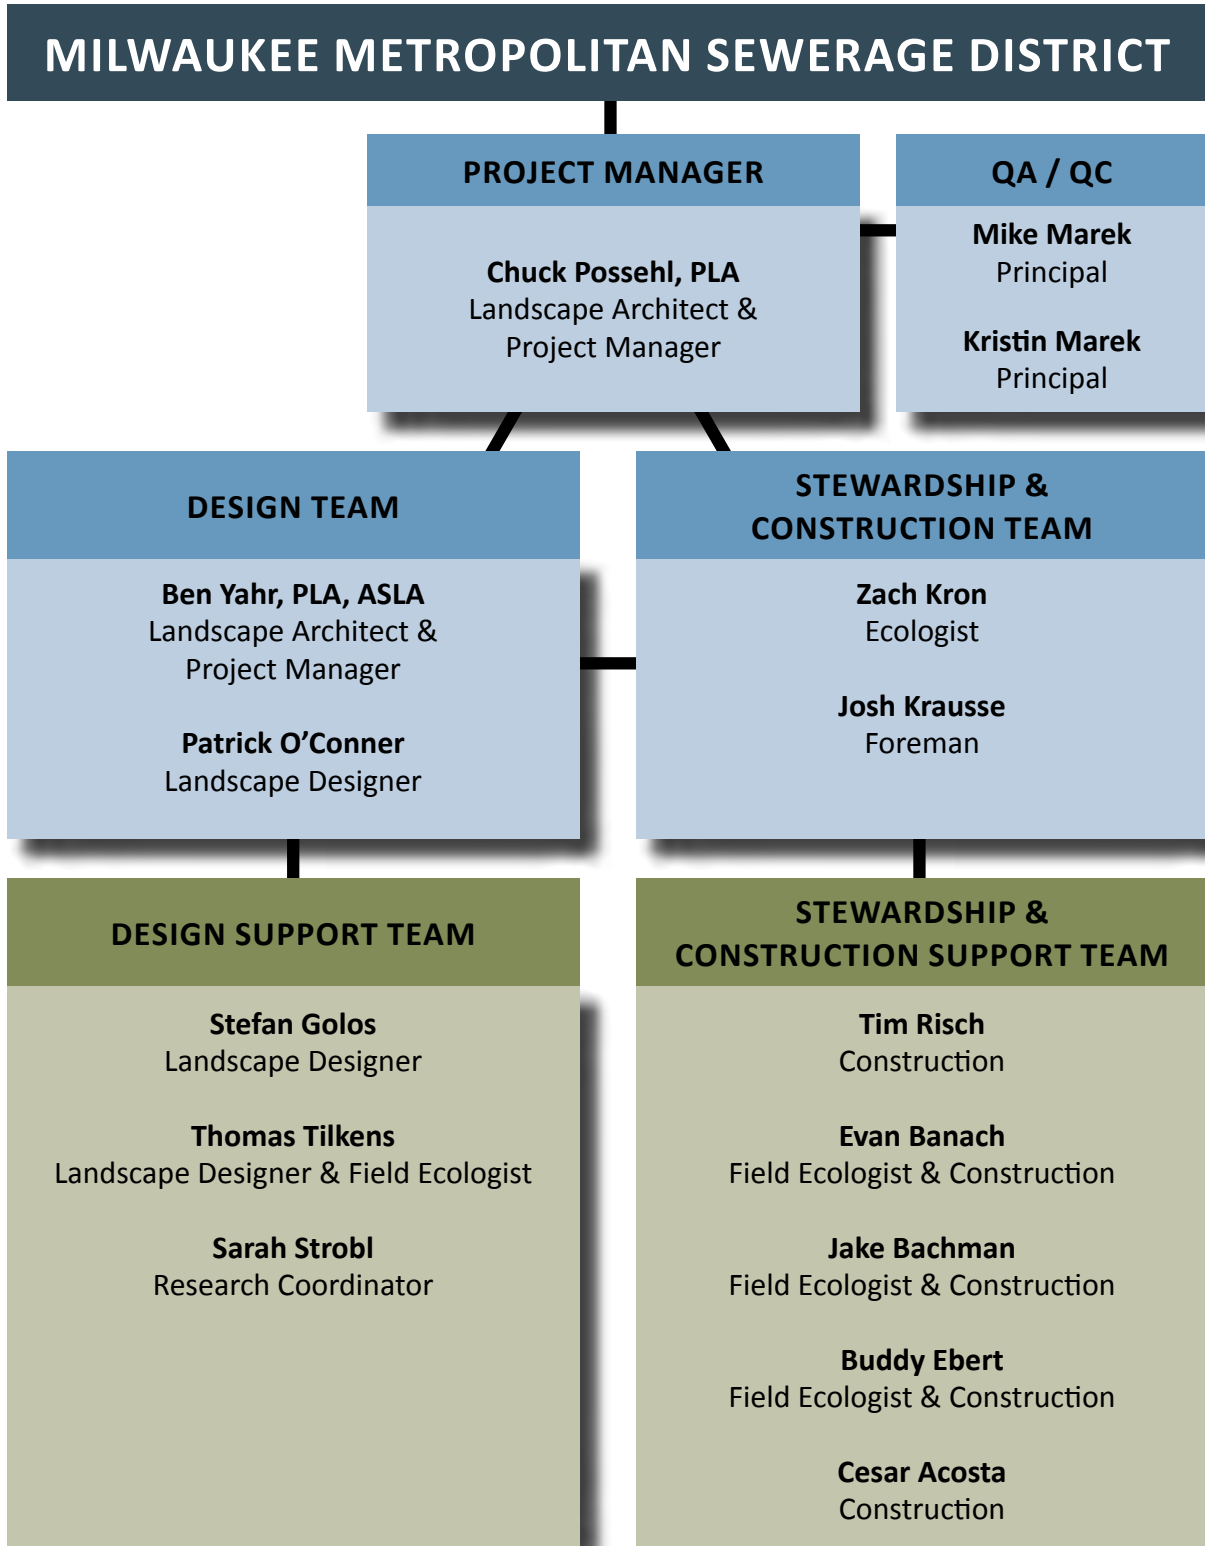 MILWAUKEE METROPOLITAN SEWERAGE DISTRICT
PROJECT MANAGER
Chuck Possehl, PLA
Landscape Architect &
Project Manager
QA / QC
Mike Marek
Principal
Kristin Marek
Principal
DESIGN TEAM
Ben Yahr, PLA, ASLA
Landscape Architect &
Project Manager
Patrick O’Conner
Landscape Designer
STEWARDSHIP &
CONSTRUCTION TEAM
Zach Kron
Ecologist
Josh Krausse
Foreman
DESIGN SUPPORT TEAM
Stefan Golos
Landscape Designer
Thomas Tilkens
Landscape Designer & Field Ecologist
Sarah Strobl
Research Coordinator
STEWARDSHIP &
CONSTRUCTION SUPPORT TEAM
Tim Risch
Construction
Evan Banach
Field Ecologist & Construction
Jake Bachman
Field Ecologist & Construction
Buddy Ebert
Field Ecologist & Construction
Cesar Acosta
Construction